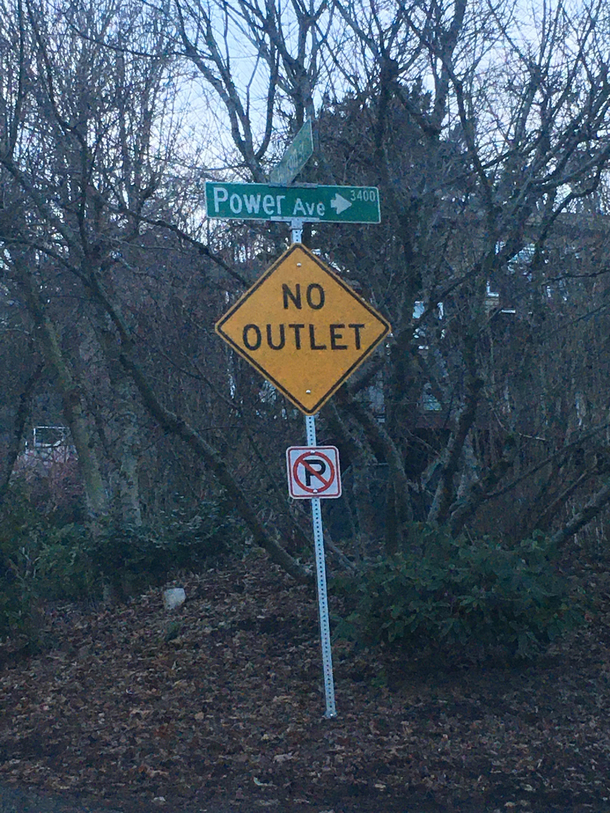 Power Ave → 3400
NO
OUTLET
P